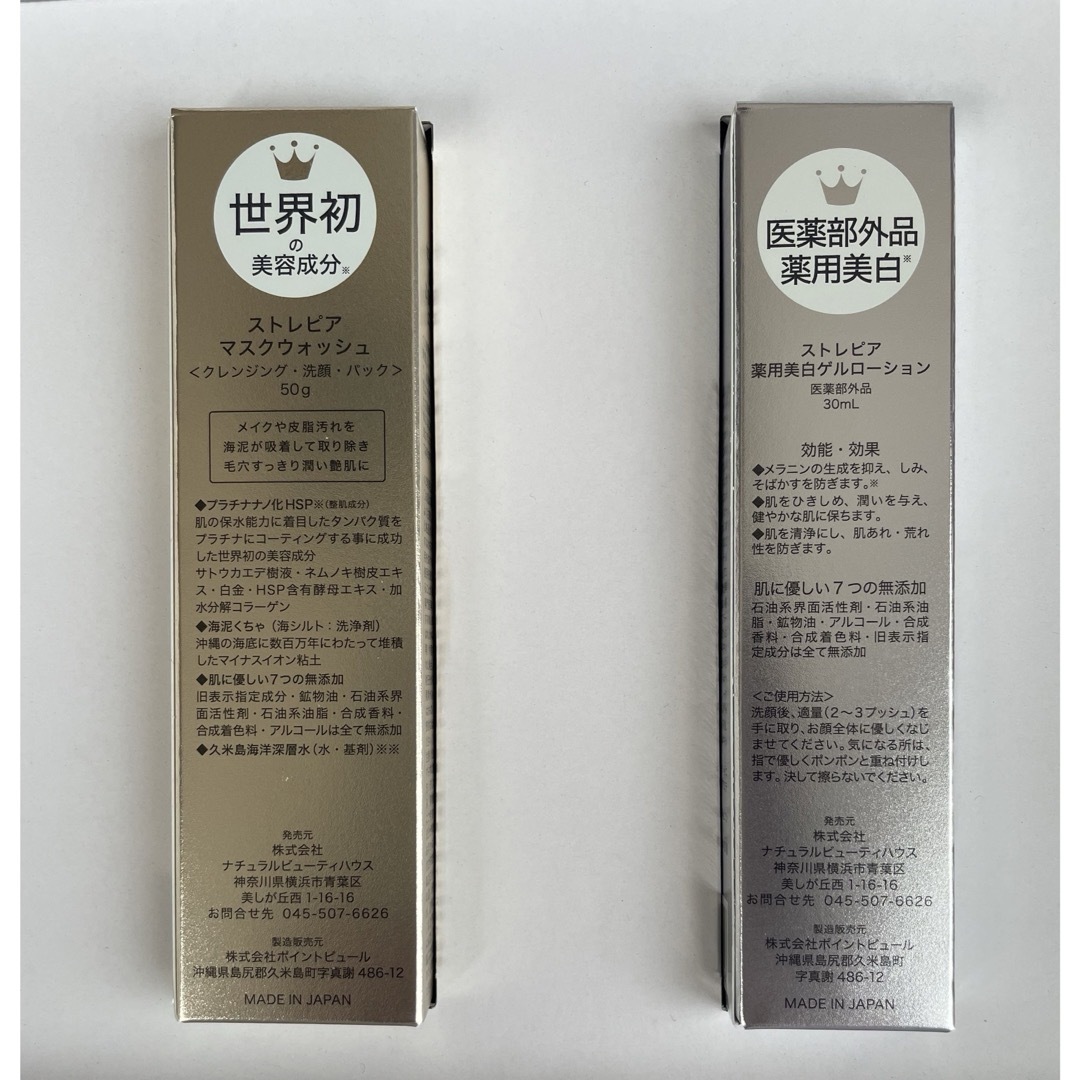 世界初
の
美容成分※
ストレピア
マスクウォッシュ
＜クレンジング・洗顔・パック＞
50g
メイクや皮脂汚れを
海泥が吸着して取り除き
毛穴すっきり潤い艶肌に
◆プラチナナノ化HSP※(整肌成分)
肌の保水能力に着目したタンパク質を
プラチナにコーティングする事に成功
した世界初の美容成分
サトウカエデ樹液・ネムノキ樹皮エキ
ス・白金・HSP含有酵母エキス・加
水分解コラーゲン
◆海泥くちゃ（海シルト：洗浄剤）
沖縄の海底に数百万年にわたって堆積
したマイナスイオン粘土
◆肌に優しい7つの無添加
旧表示指定成分・鉱物油・石油系界
面活性剤・石油系油脂・合成香料・
合成着色料・アルコールは全て無添加
◆久米島海洋深層水（水・基剤）※※
発売元
株式会社
ナチュラルビューティハウス
神奈川県横浜市青葉区
美しが丘西 1-16-16
お問合せ先 045-507-6626
製造販売元
株式会社ポイントピュール
沖縄県島尻郡久米島町字真謝 486-12
MADE IN JAPAN
医薬部外品
薬用美白※
ストレピア
薬用美白ゲルローション
医薬部外品
30mL
効能・効果
◆メラニンの生成を抑え、しみ、
そばかすを防ぎます。※
◆肌をひきしめ、潤いを与え、
健やかな肌に保ちます。
◆肌を清浄にし、肌あれ・荒れ
性を防ぎます。
肌に優しい7つの無添加
石油系界面活性剤・石油系油
脂・鉱物油・アルコール・合成
香料・合成着色料・旧表示指
定成分は全て無添加
＜ご使用方法＞
洗顔後、適量（2〜3プッシュ）を
手に取り、お顔全体に優しくなじ
ませてください。気になる所は、
指で優しくポンポンと重ね付けしま
す。決して擦らないでください。
発売元
株式会社
ナチュラルビューティハウス
神奈川県横浜市青葉区
美しが丘西 1-16-16
お問合せ先 045-507-6626
製造販売元
株式会社ポイントピュール
沖縄県島尻郡久米島町
字真謝 486-12
MADE IN JAPAN